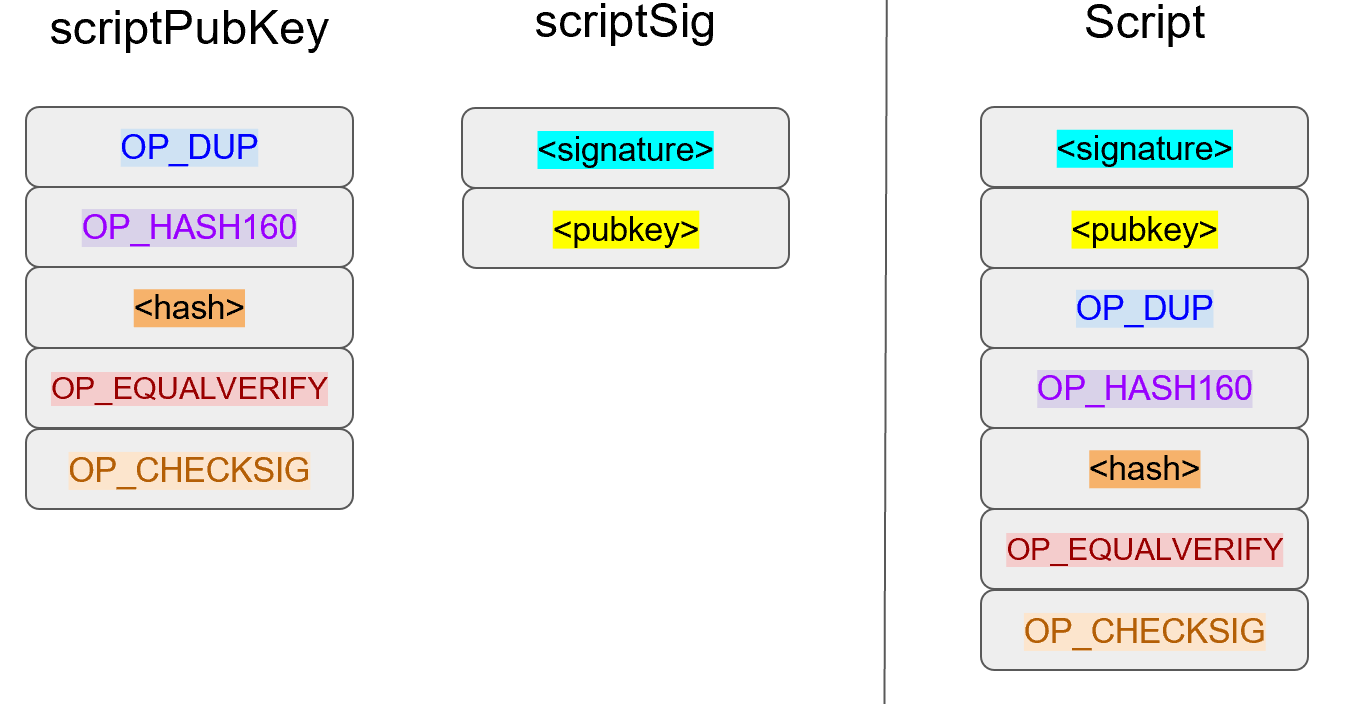 scriptPubKey
OP_DUP
OP_HASH160
<hash>
OP_EQUALVERIFY
OP_CHECKSIG
scriptSig
<signature>
<pubkey>
Script
<signature>
<pubkey>
OP_DUP
OP_HASH160
<hash>
OP_EQUALVERIFY
OP_CHECKSIG